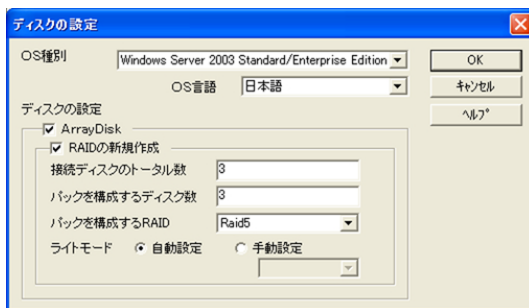 ディスクの設定
OS種別 Windows Server 2003 Standard/Enterprise Edition OK
OS言語 日本語 キャンセル
ディスクの設定 ヘルプ
ArrayDisk
RAIDの新規作成
接続ディスクのトータル数 3
パックを構成するディスク数 3
パックを構成するRAID Raid5
ライトモード 自動設定 手動設定